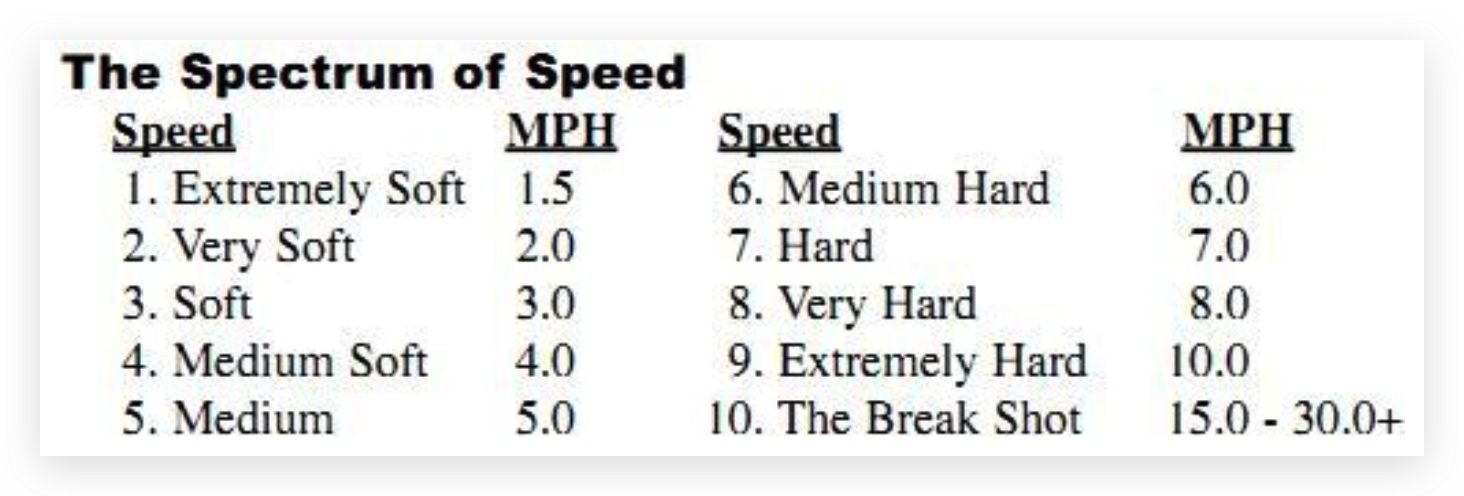 The Spectrum of Speed
Speed MPH Speed MPH
1. Extremely Soft 1.5 6. Medium Hard 6.0
2. Very Soft 2.0 7. Hard 7.0
3. Soft 3.0 8. Very Hard 8.0
4. Medium Soft 4.0 9. Extremely Hard 10.0
5. Medium 5.0 10. The Break Shot 15.0 - 30.0+